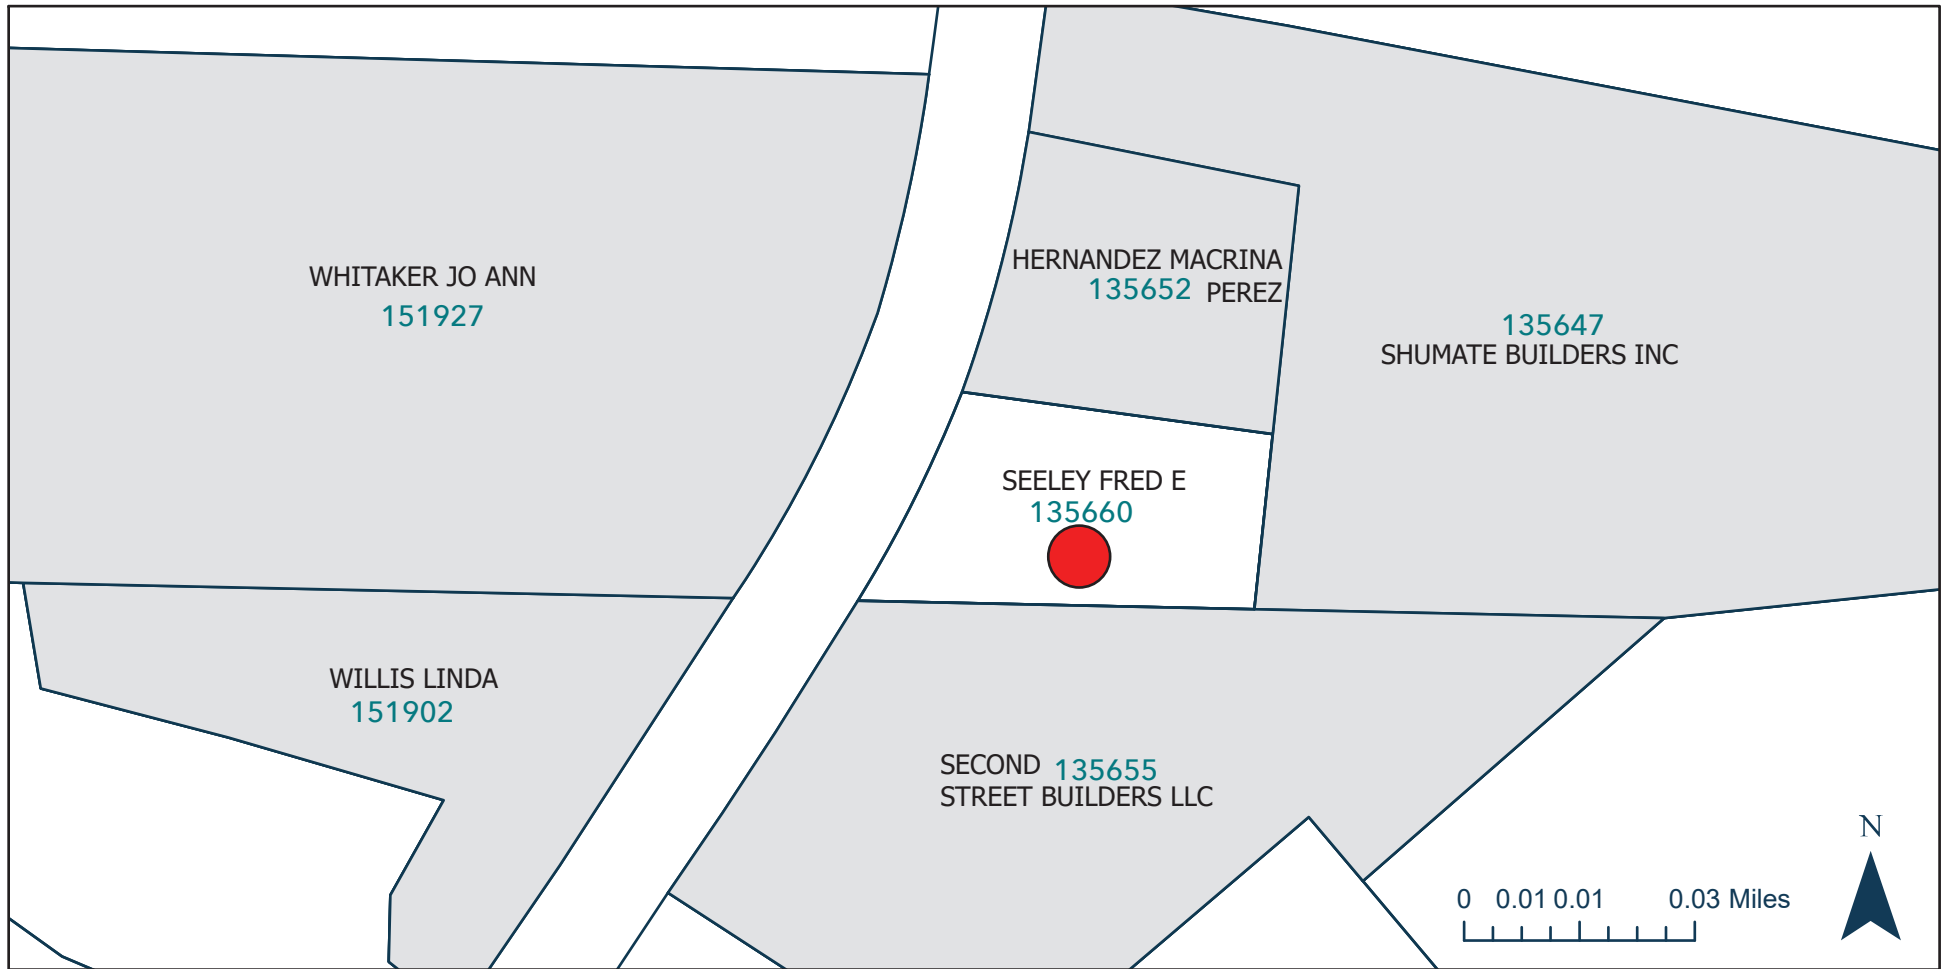 WHITAKER JO ANN
151927
HERNANDEZ MACRINA
135652 PEREZ
135647
SHUMATE BUILDERS INC
SEELEY FRED E
135660
WILLIS LINDA
151902
SECOND 135655
STREET BUILDERS LLC
N
0 0.01 0.01 0.03 Miles